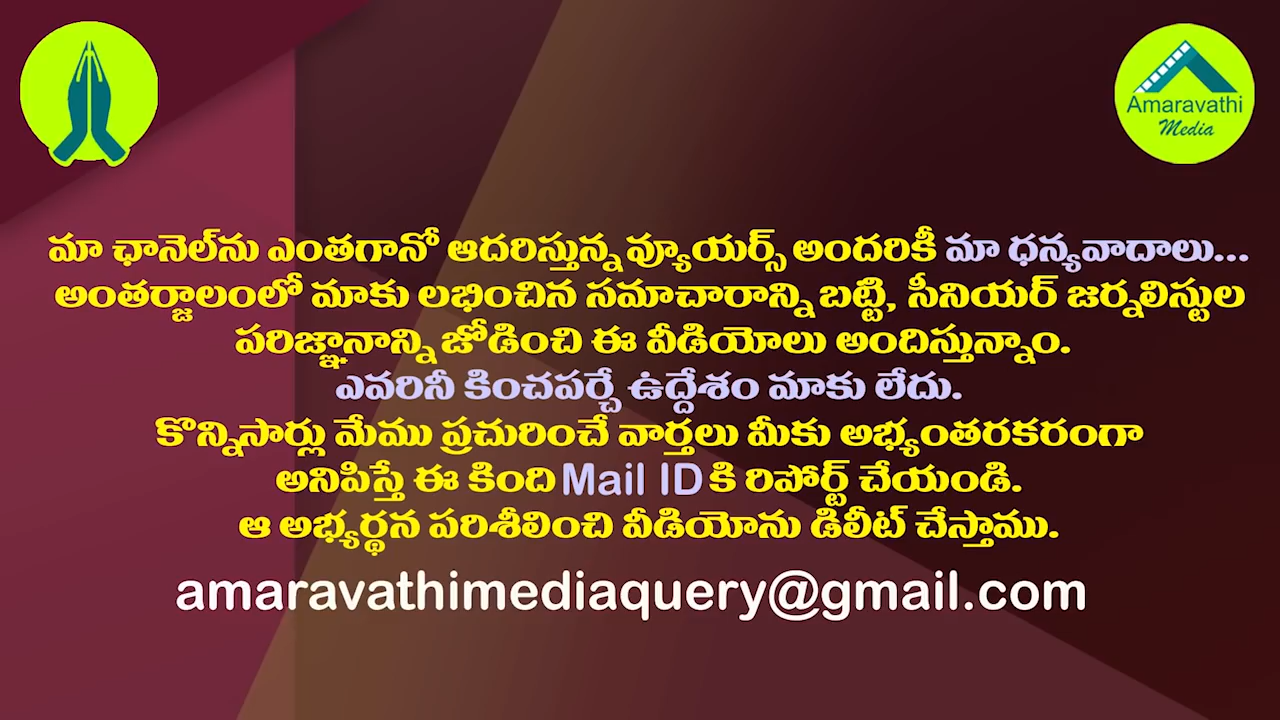 Amaravathi
Media
మా ఛానెల్‌ను ఎంతగానో ఆదరిస్తున్న వ్యూయర్స్ అందరికీ మా ధన్యవాదాలు...
అంతర్జాలంలో మాకు లభించిన సమాచారాన్ని బట్టి, సీనియర్ జర్నలిస్టుల
పరిజ్ఞానాన్ని జోడించి ఈ వీడియోలు అందిస్తున్నాం.
ఎవరినీ కించపర్చే ఉద్దేశం మాకు లేదు.
కొన్నిసార్లు మేము ప్రచురించే వార్తలు మీకు అభ్యంతరకరంగా
అనిపిస్తే ఈ కింది Mail ID కి రిపోర్ట్ చేయండి.
ఆ అభ్యర్థన పరిశీలించి వీడియోను డిలీట్ చేస్తాము.
amaravathimediaquery@gmail.com